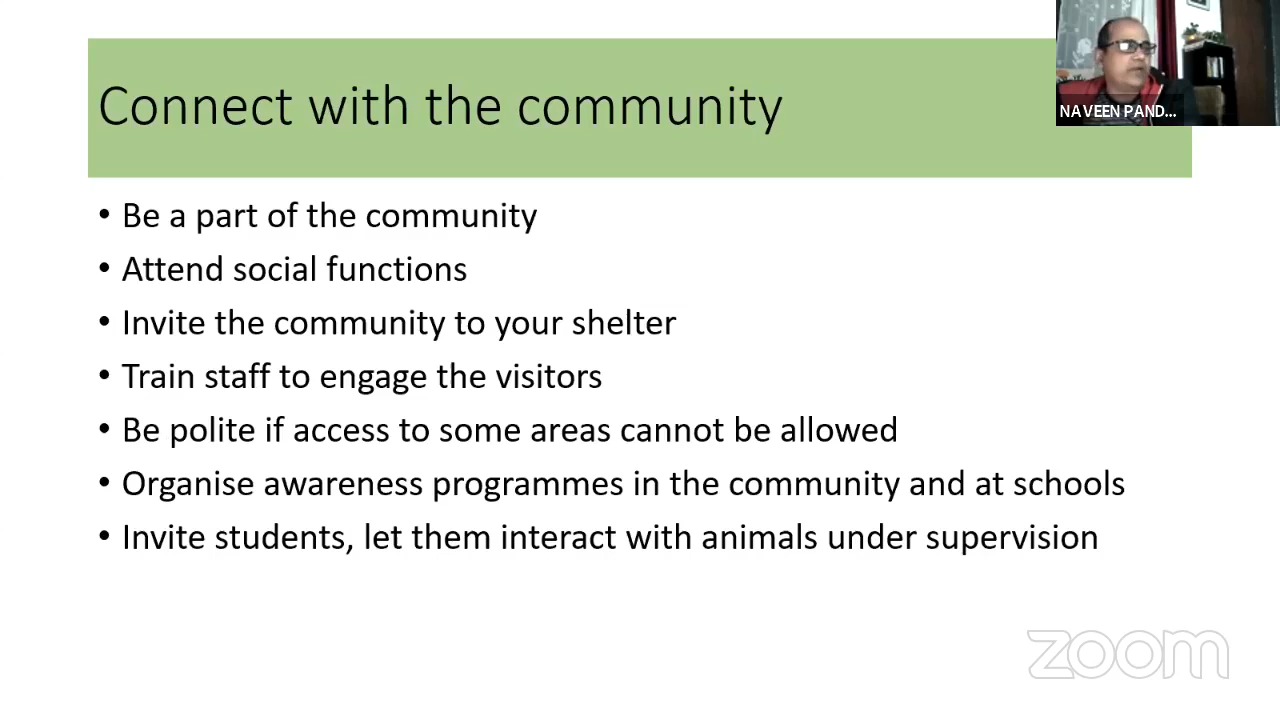 Connect with the community
NAVEEN PAND...
• Be a part of the community
• Attend social functions
• Invite the community to your shelter
• Train staff to engage the visitors
• Be polite if access to some areas cannot be allowed
• Organise awareness programmes in the community and at schools
• Invite students, let them interact with animals under supervision
zoom